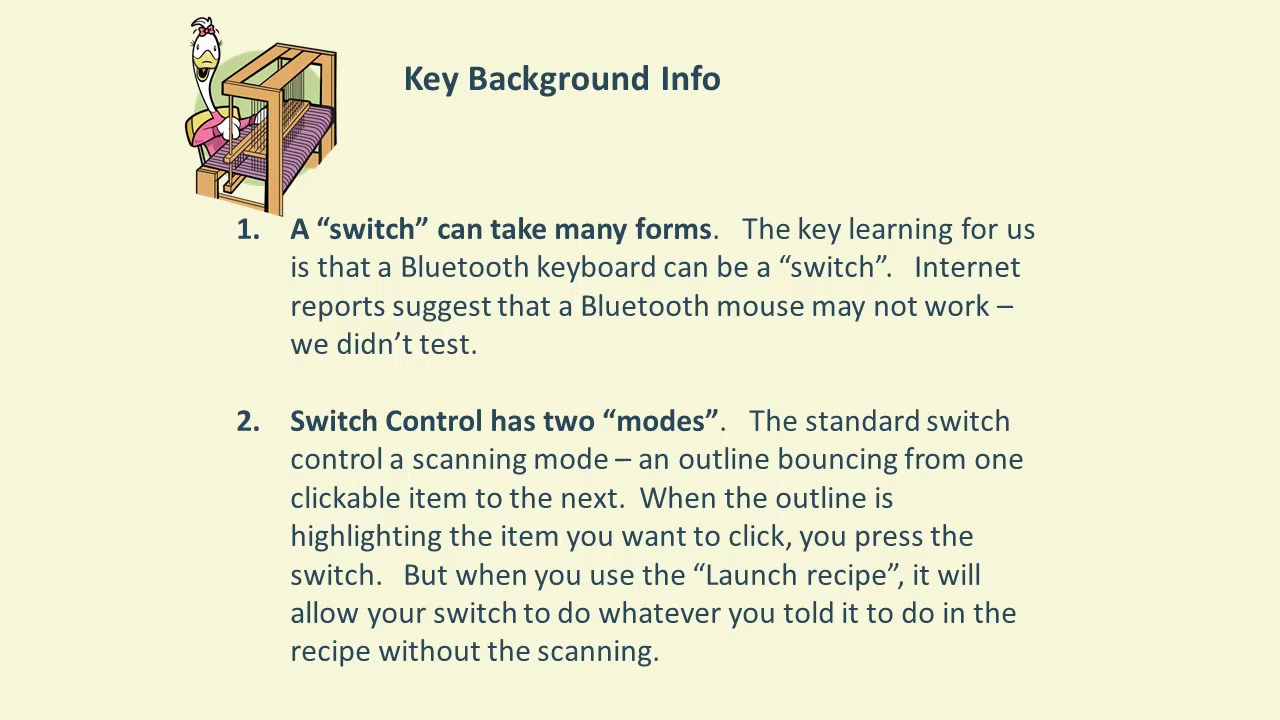 Key Background Info
1. A “switch” can take many forms. The key learning for us
is that a Bluetooth keyboard can be a “switch”. Internet
reports suggest that a Bluetooth mouse may not work –
we didn’t test.
2. Switch Control has two “modes”. The standard switch
control a scanning mode – an outline bouncing from one
clickable item to the next. When the outline is
highlighting the item you want to click, you press the
switch. But when you use the “Launch recipe”, it will
allow your switch to do whatever you told it to do in the
recipe without the scanning.